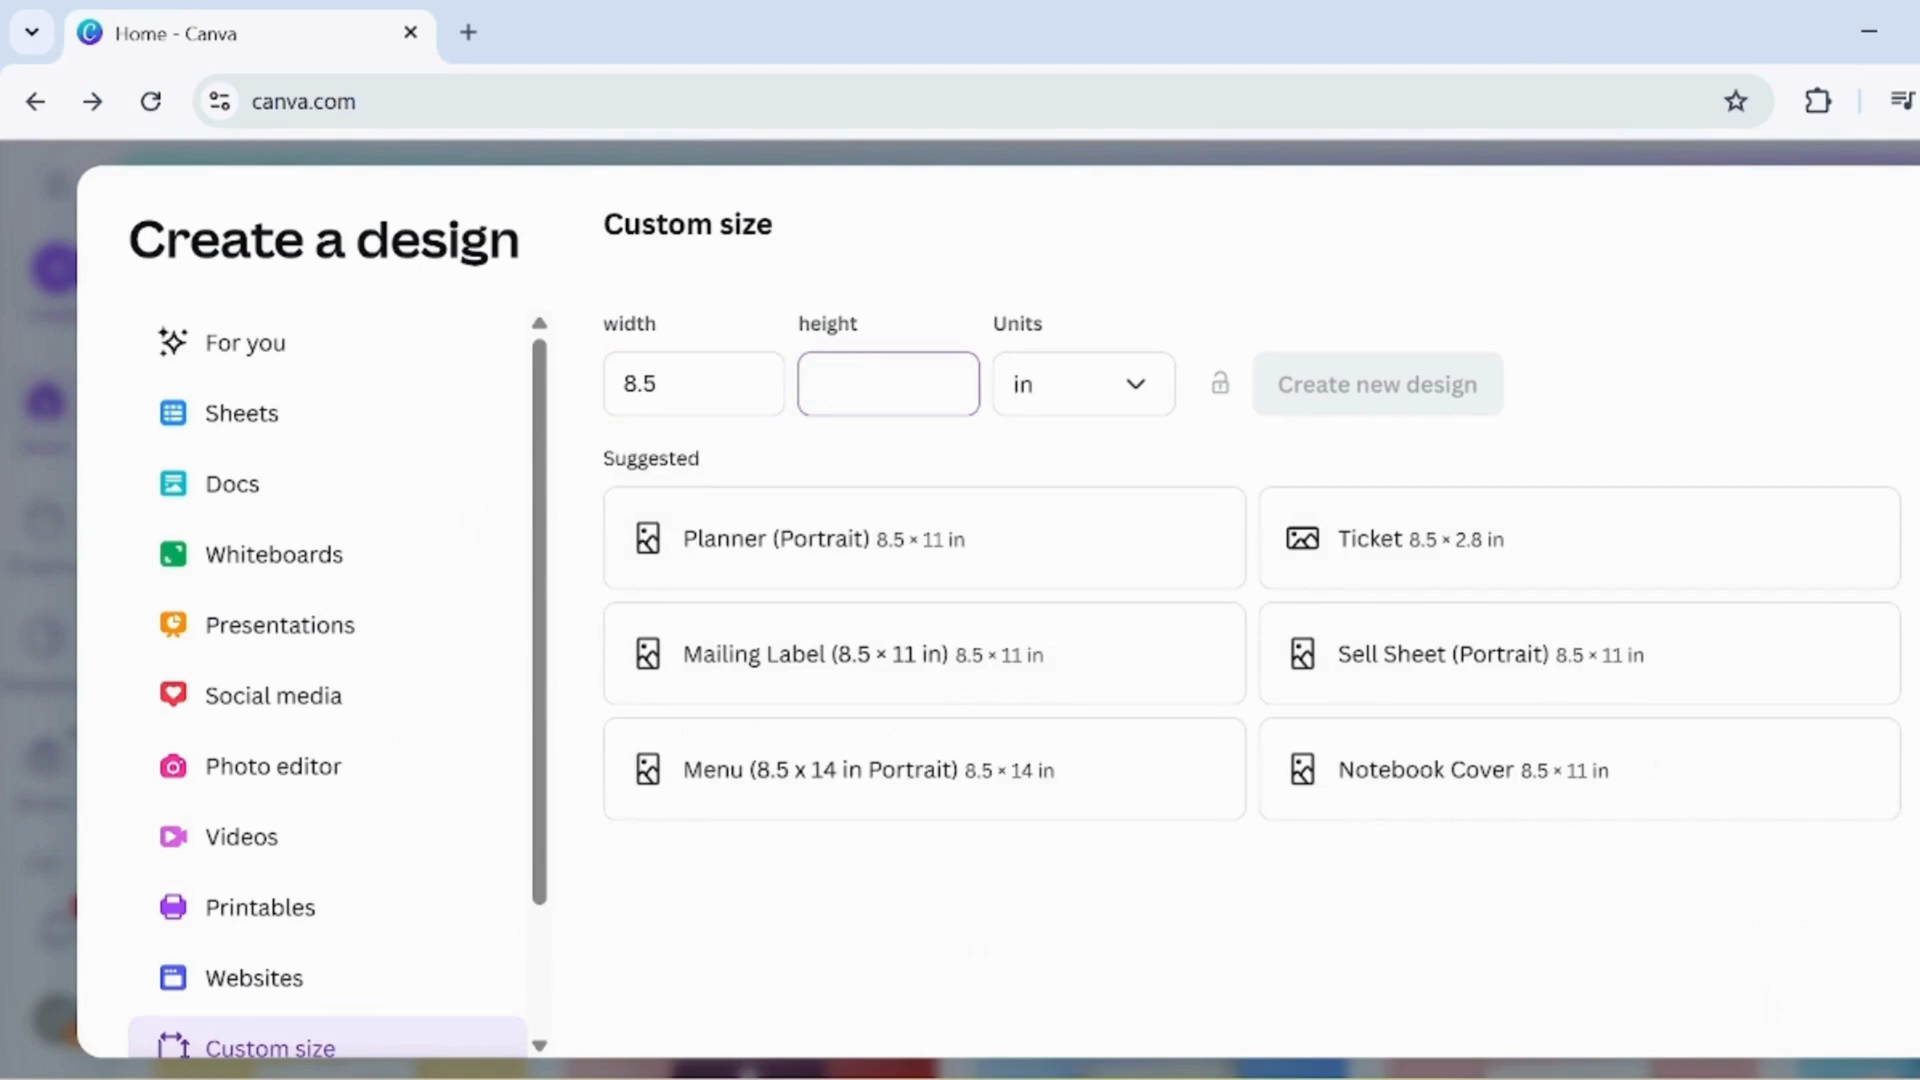 Home - Canva
canva.com
Create a design
For you
Sheets
Docs
Whiteboards
Presentations
Social media
Photo editor
Videos
Printables
Websites
Custom size
Custom size
width height Units
8.5 in Create new design
Suggested
Planner (Portrait) 8.5 × 11 in
Ticket 8.5 × 2.8 in
Mailing Label (8.5 × 11 in) 8.5 × 11 in
Sell Sheet (Portrait) 8.5 × 11 in
Menu (8.5 x 14 in Portrait) 8.5 × 14 in
Notebook Cover 8.5 × 11 in